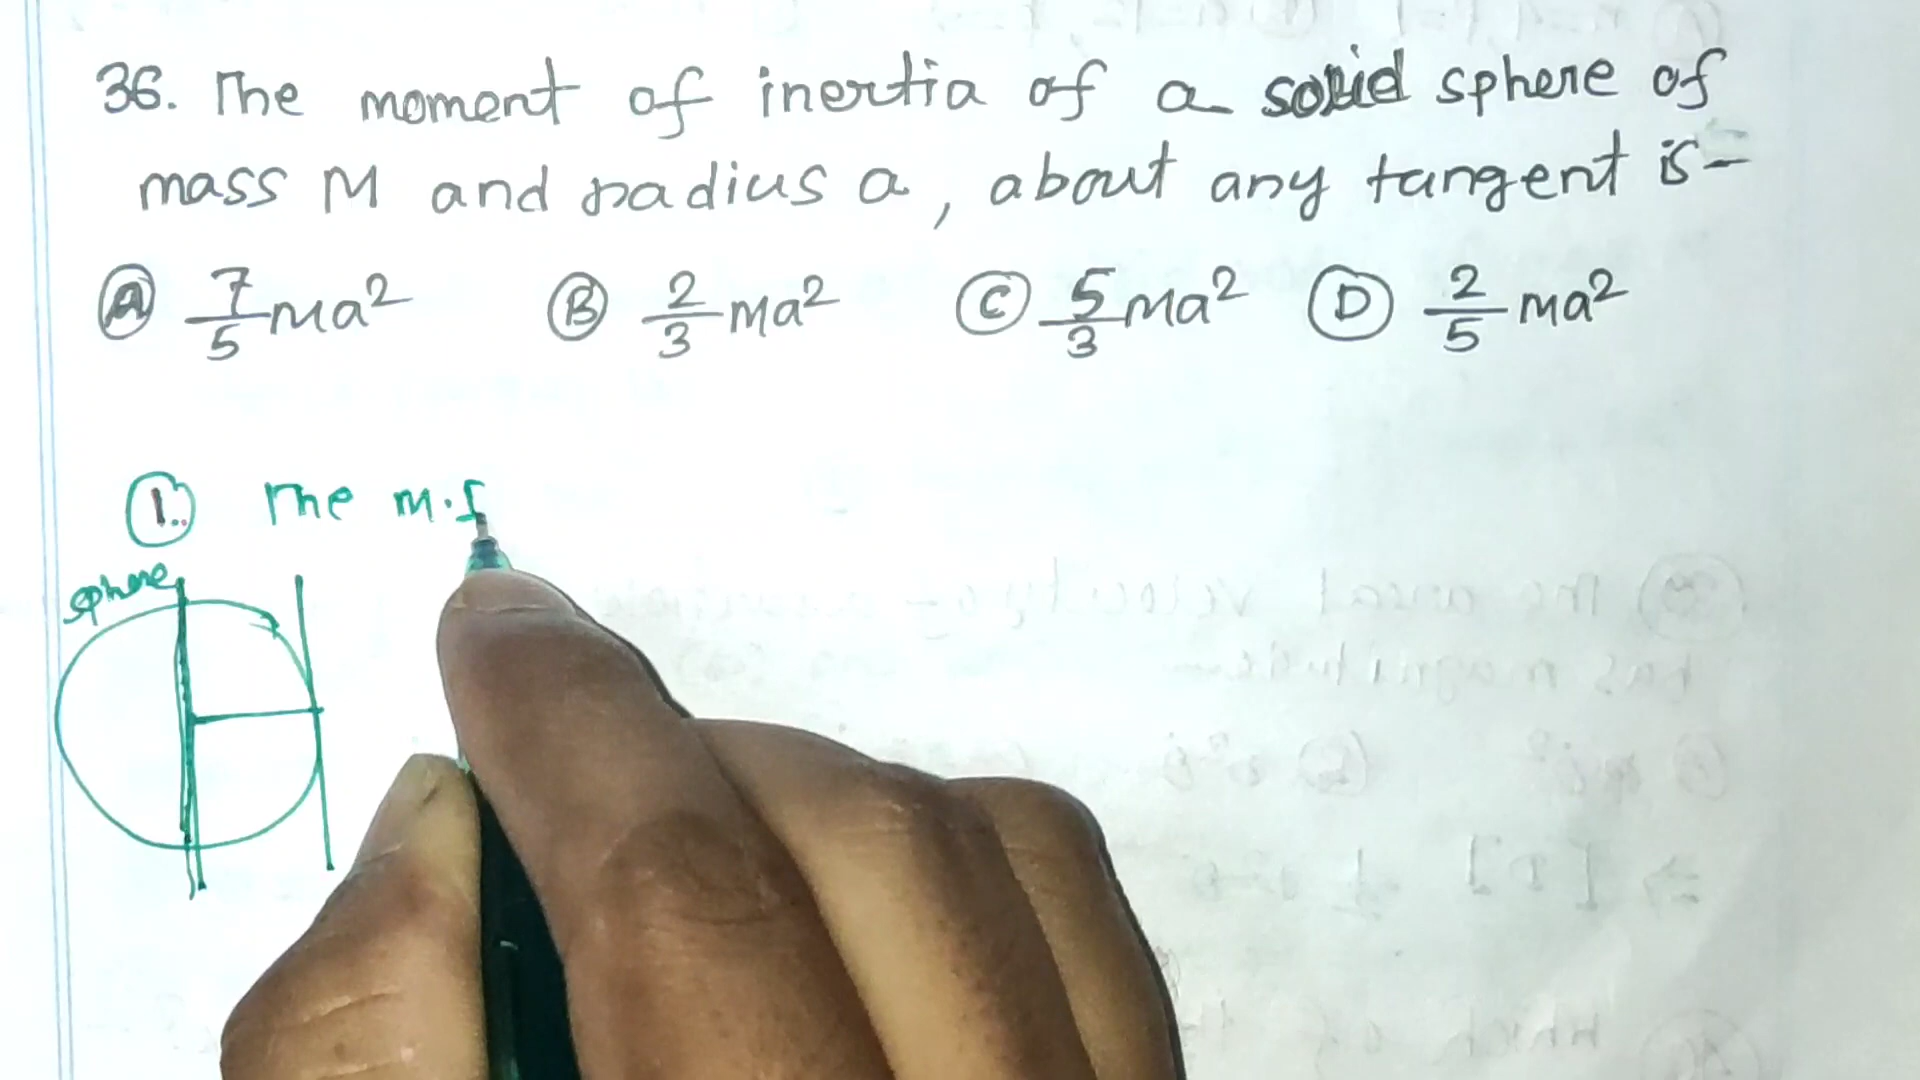 36. The moment of inertia of a solid sphere of
mass M and radius a, about any tangent is-
Ⓐ 7/5 Ma² Ⓑ 2/3 Ma² Ⓒ 5/3 Ma² Ⓓ 2/5 Ma²
① The M.I
sphere